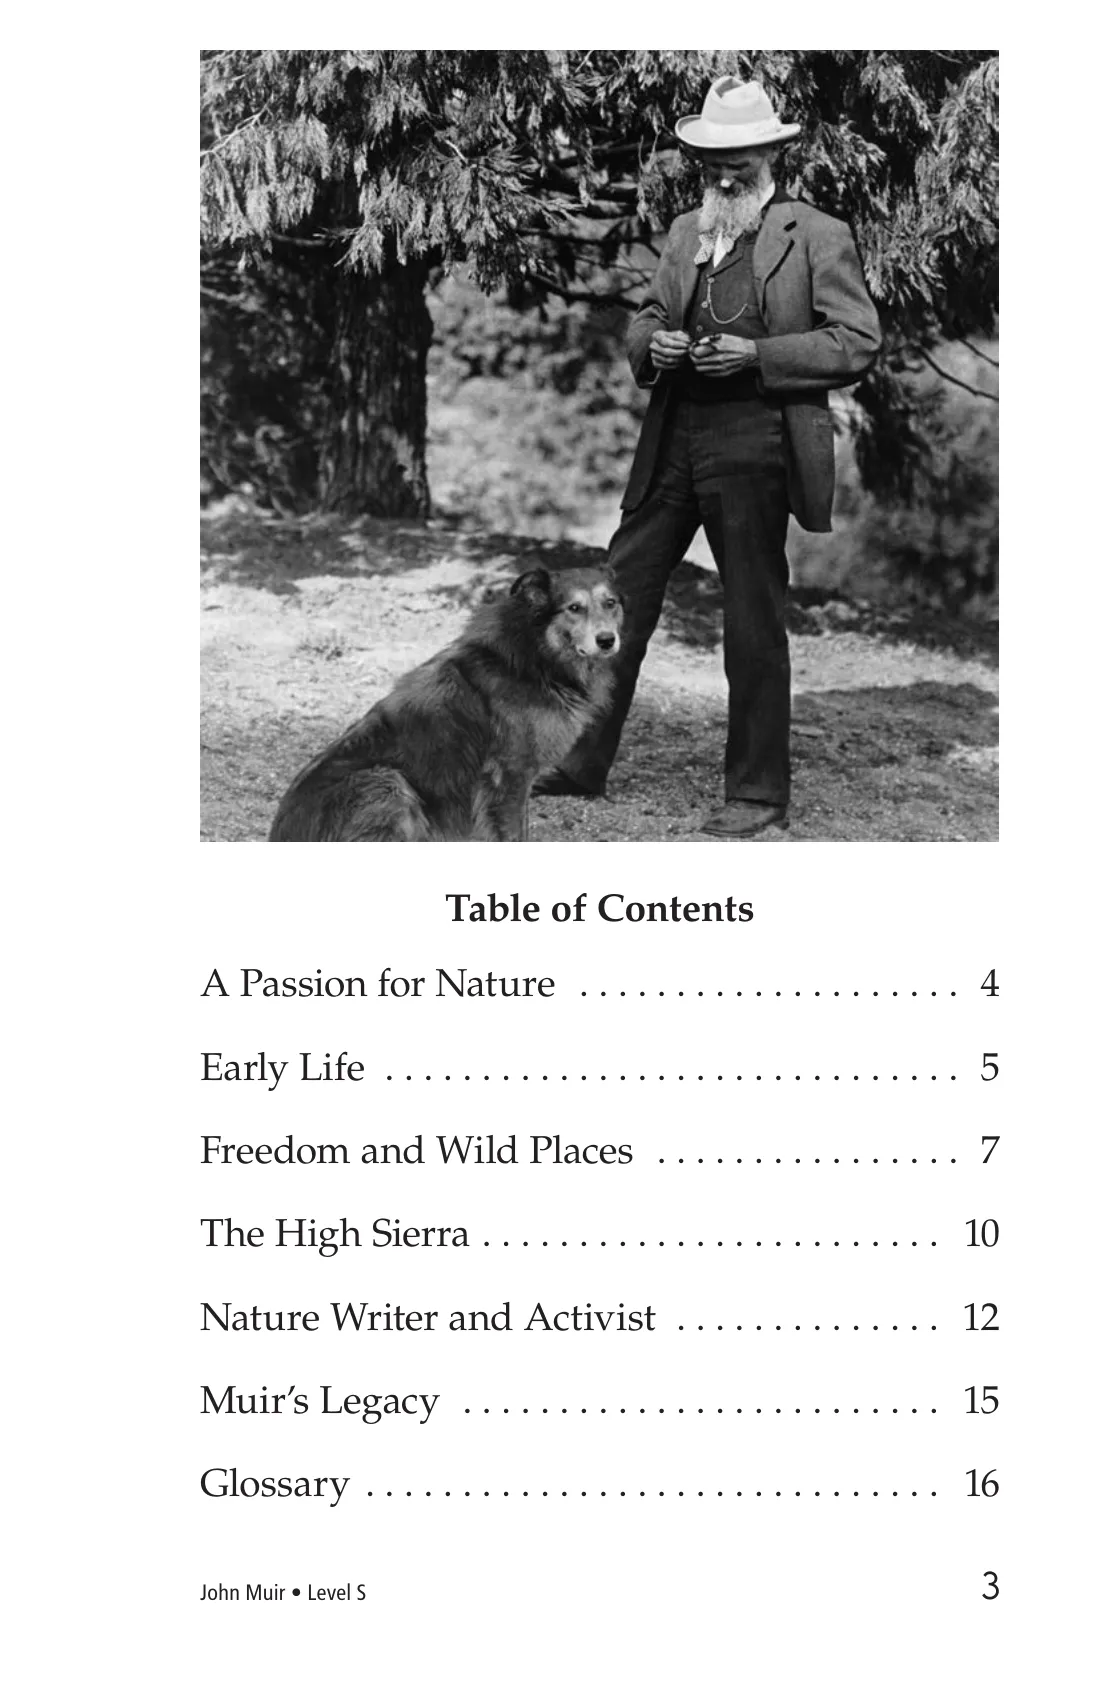 Table of Contents
A Passion for Nature . . . . . . . . . . . . . . . . . . . . 4
Early Life . . . . . . . . . . . . . . . . . . . . . . . . . . . . . . 5
Freedom and Wild Places . . . . . . . . . . . . . . . . 7
The High Sierra . . . . . . . . . . . . . . . . . . . . . . . . 10
Nature Writer and Activist . . . . . . . . . . . . . . 12
Muir’s Legacy . . . . . . . . . . . . . . . . . . . . . . . . . 15
Glossary . . . . . . . . . . . . . . . . . . . . . . . . . . . . . . 16
John Muir • Level S 3